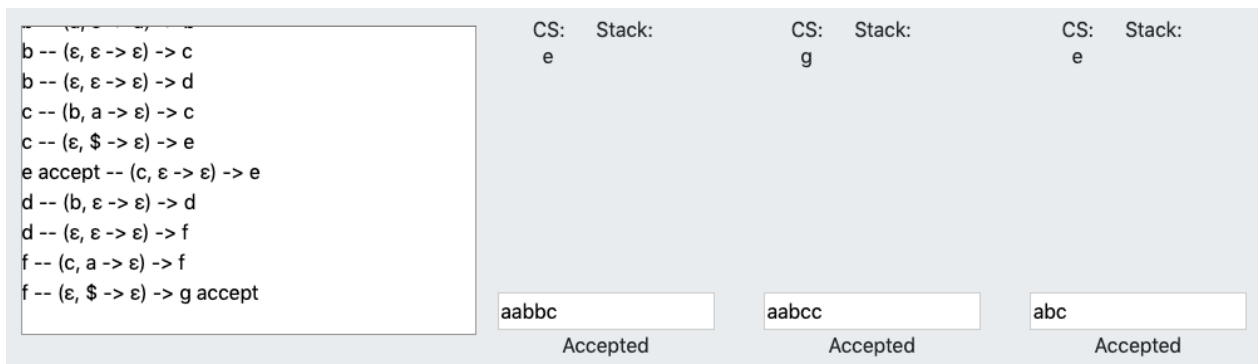 b -- (ε, ε -> ε) -> c
b -- (ε, ε -> ε) -> d
c -- (b, a -> ε) -> c
c -- (ε, $ -> ε) -> e
e accept -- (c, ε -> ε) -> e
d -- (b, ε -> ε) -> d
d -- (ε, ε -> ε) -> f
f -- (c, a -> ε) -> f
f -- (ε, $ -> ε) -> g accept
CS: Stack:
e
aabbc
Accepted
CS: Stack:
g
aabcc
Accepted
CS: Stack:
e
abc
Accepted